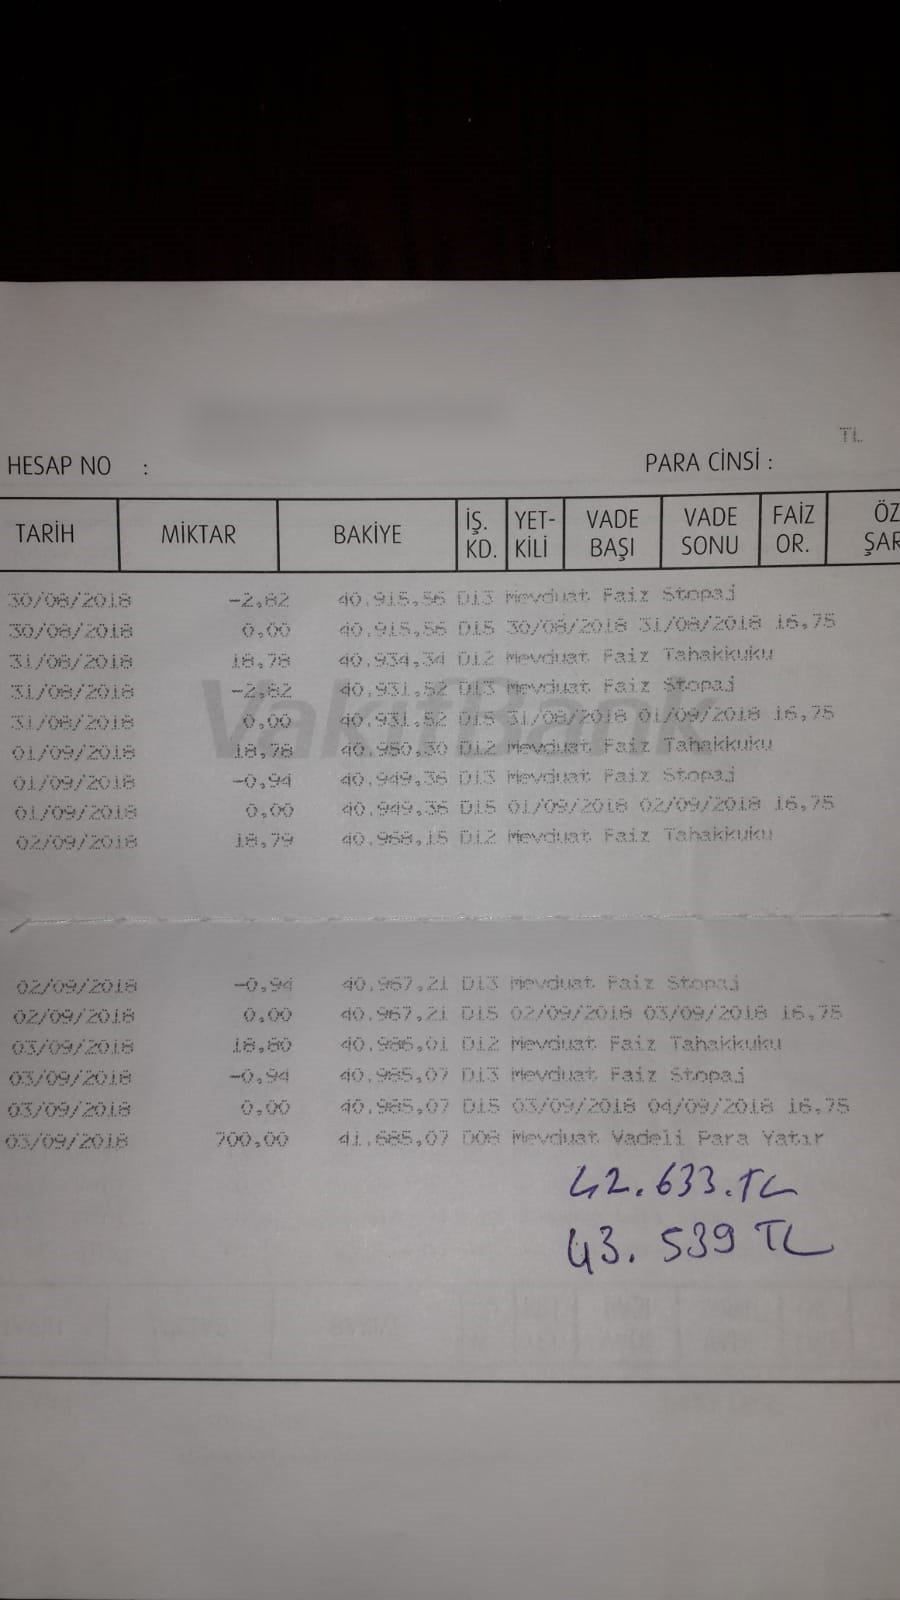 TL
HESAP NO : PARA CİNSİ :
TARİH MİKTAR BAKİYE İŞ. KD. YET-KİLİ VADE BAŞI VADE SONU FAİZ OR. ÖZ ŞAR
VakıfBank
30/08/2018 -2,82 40.915,56 D13 Mevduat Faiz Stopaj
30/08/2018 0,00 40.915,56 D15 30/08/2018 31/08/2018 16,75
31/08/2018 18,78 40.934,34 D12 Mevduat Faiz Tahakkuku
31/08/2018 -2,82 40.931,52 D13 Mevduat Faiz Stopaj
31/08/2018 0,00 40.931,52 D15 31/08/2018 01/09/2018 16,75
01/09/2018 18,78 40.950,30 D12 Mevduat Faiz Tahakkuku
01/09/2018 -0,94 40.949,36 D13 Mevduat Faiz Stopaj
01/09/2018 0,00 40.949,36 D15 01/09/2018 02/09/2018 16,75
02/09/2018 18,79 40.968,15 D12 Mevduat Faiz Tahakkuku
02/09/2018 -0,94 40.967,21 D13 Mevduat Faiz Stopaj
02/09/2018 0,00 40.967,21 D15 02/09/2018 03/09/2018 16,75
03/09/2018 18,80 40.986,01 D12 Mevduat Faiz Tahakkuku
03/09/2018 -0,94 40.985,07 D13 Mevduat Faiz Stopaj
03/09/2018 0,00 40.985,07 D15 03/09/2018 04/09/2018 16,75
03/09/2018 700,00 41.685,07 D08 Mevduat Vadeli Para Yatır
42.633.TL
43.539 TL